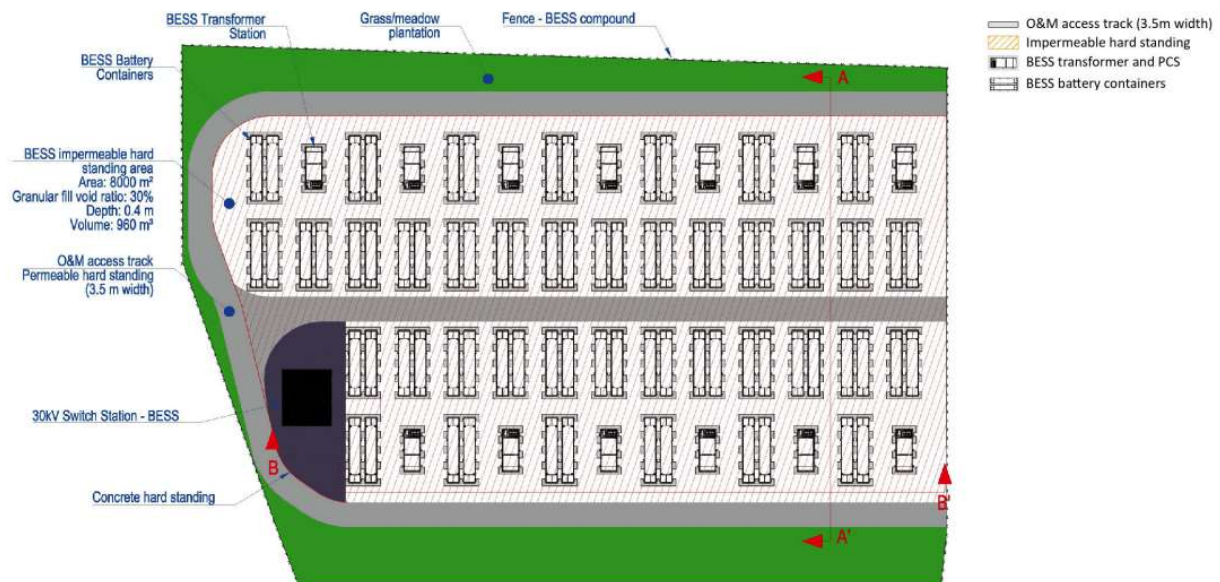 BESS Transformer
Station
Grass/meadow
plantation
Fence - BESS compound
BESS Battery
Containers
BESS impermeable hard
standing area
Area: 8000 m²
Granular fill void ratio: 30%
Depth: 0.4 m
Volume: 960 m³
O&M access track
Permeable hard standing
(3.5 m width)
30kV Switch Station - BESS
Concrete hard standing
A
A'
B
B'
O&M access track (3.5m width)
Impermeable hard standing
BESS transformer and PCS
BESS battery containers